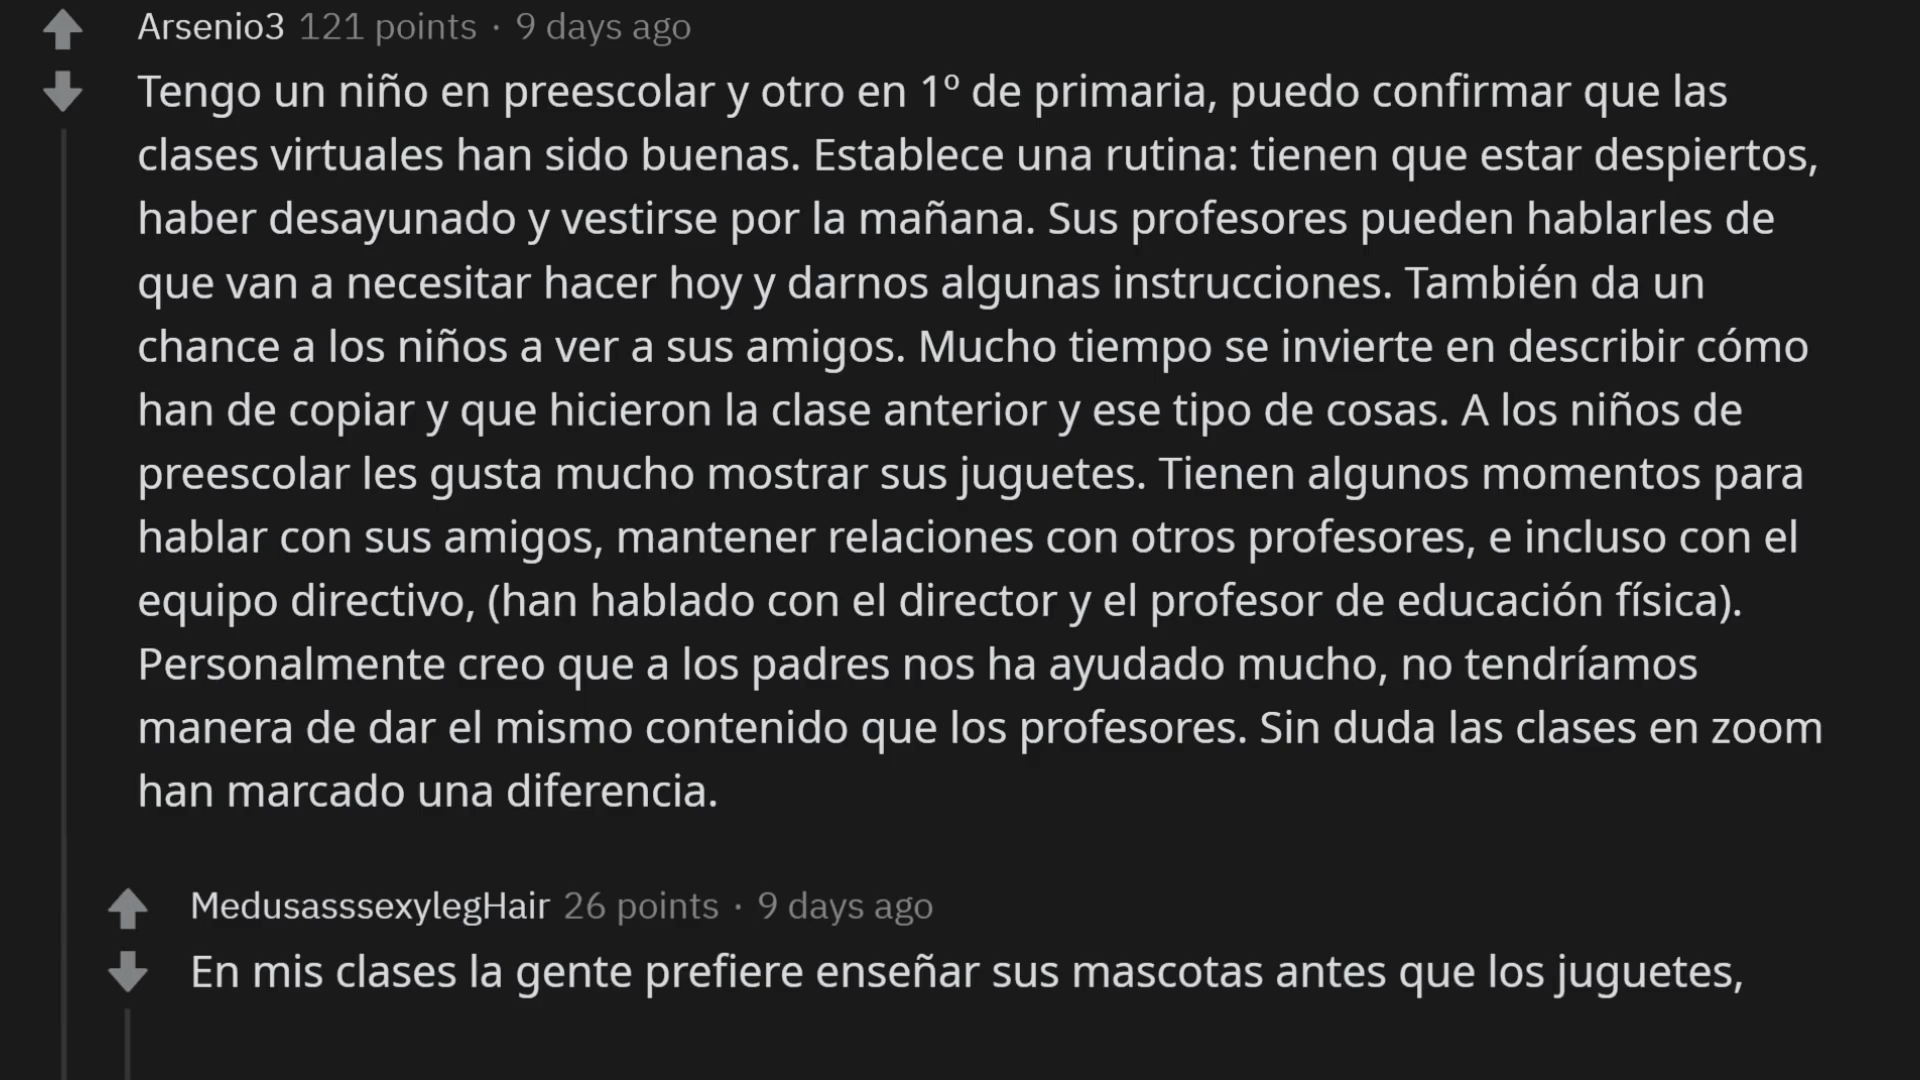 Arsenio3 121 points · 9 days ago
Tengo un niño en preescolar y otro en 1º de primaria, puedo confirmar que las
clases virtuales han sido buenas. Establece una rutina: tienen que estar despiertos,
haber desayunado y vestirse por la mañana. Sus profesores pueden hablarles de
que van a necesitar hacer hoy y darnos algunas instrucciones. También da un
chance a los niños a ver a sus amigos. Mucho tiempo se invierte en describir cómo
han de copiar y que hicieron la clase anterior y ese tipo de cosas. A los niños de
preescolar les gusta mucho mostrar sus juguetes. Tienen algunos momentos para
hablar con sus amigos, mantener relaciones con otros profesores, e incluso con el
equipo directivo, (han hablado con el director y el profesor de educación física).
Personalmente creo que a los padres nos ha ayudado mucho, no tendríamos
manera de dar el mismo contenido que los profesores. Sin duda las clases en zoom
han marcado una diferencia.
MedusasssexylegHair 26 points · 9 days ago
En mis clases la gente prefiere enseñar sus mascotas antes que los juguetes,